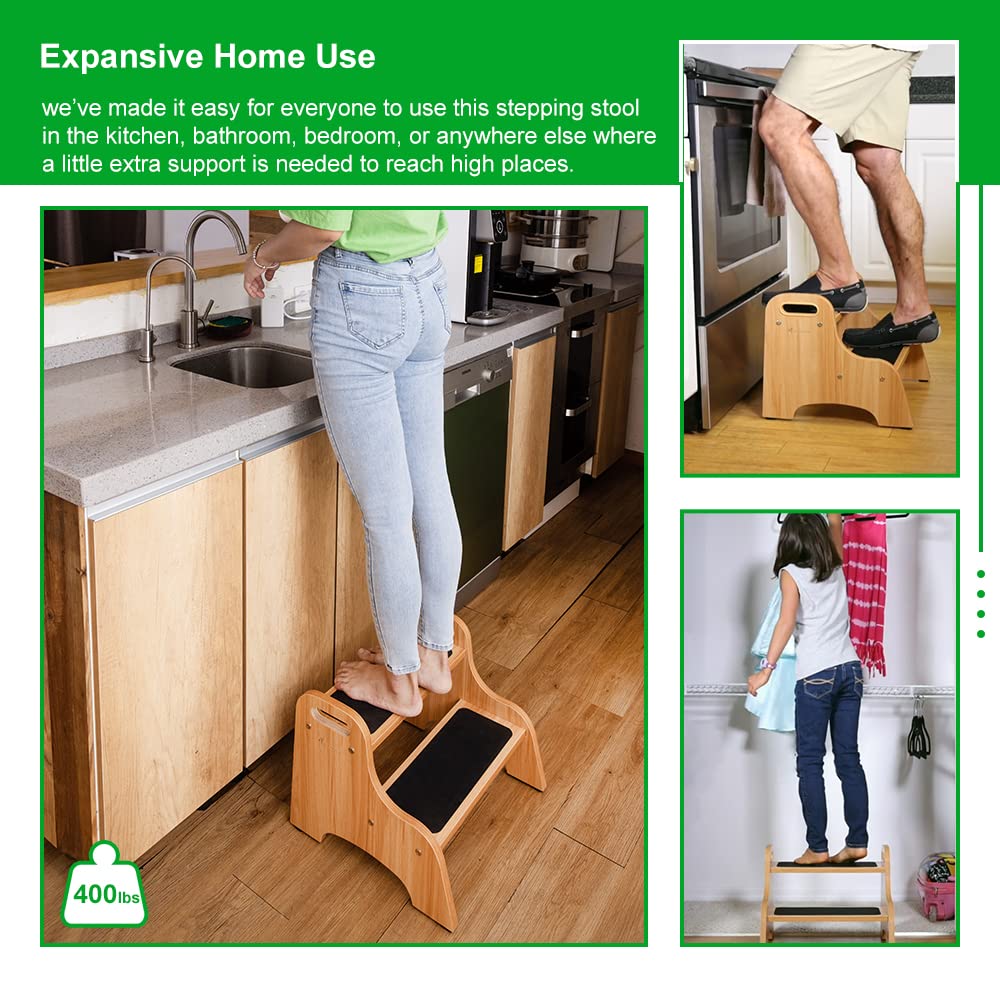 Expansive Home Use
we’ve made it easy for everyone to use this stepping stool
in the kitchen, bathroom, bedroom, or anywhere else where
a little extra support is needed to reach high places.
400lbs